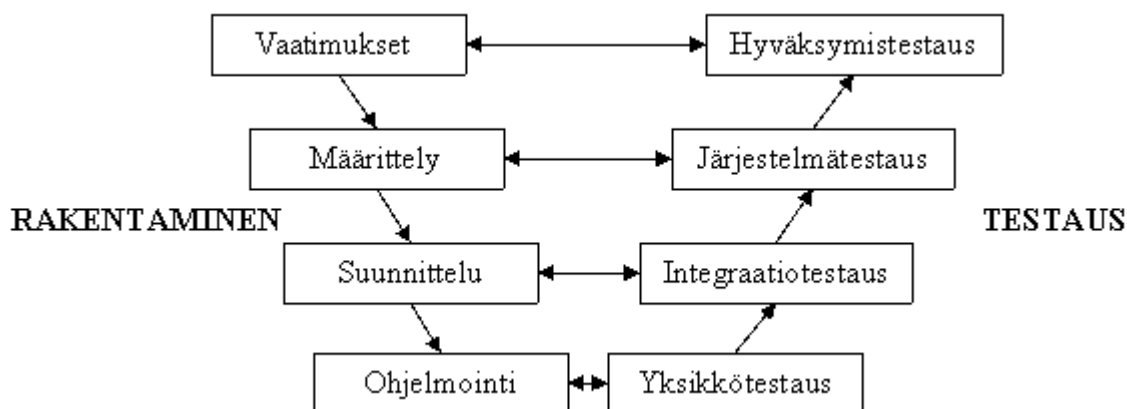 Vaatimukset
Hyväksymistestaus
Määrittely
Järjestelmätestaus
RAKENTAMINEN
TESTAUS
Suunnittelu
Integraatiotestaus
Ohjelmointi
Yksikkötestaus